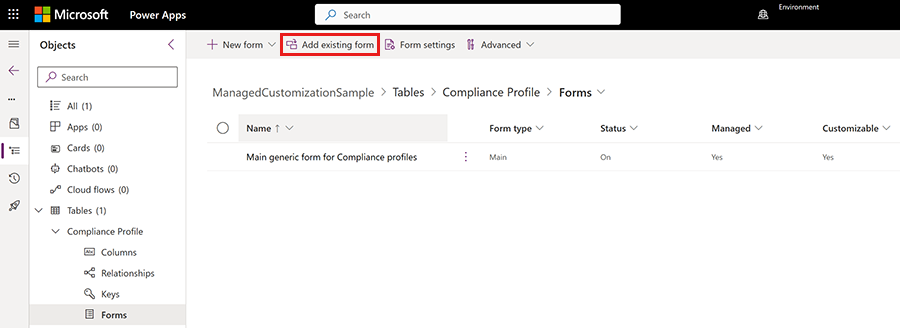 Microsoft Power Apps Search Environment
Objects
Search
All (1)
Apps (0)
Cards (0)
Chatbots (0)
Cloud flows (0)
Tables (1)
Compliance Profile
Columns
Relationships
Keys
Forms
New form Add existing form Form settings Advanced
ManagedCustomizationSample > Tables > Compliance Profile > Forms
Name ↑ Form type Status Managed Customizable
Main generic form for Compliance profiles Main On Yes Yes